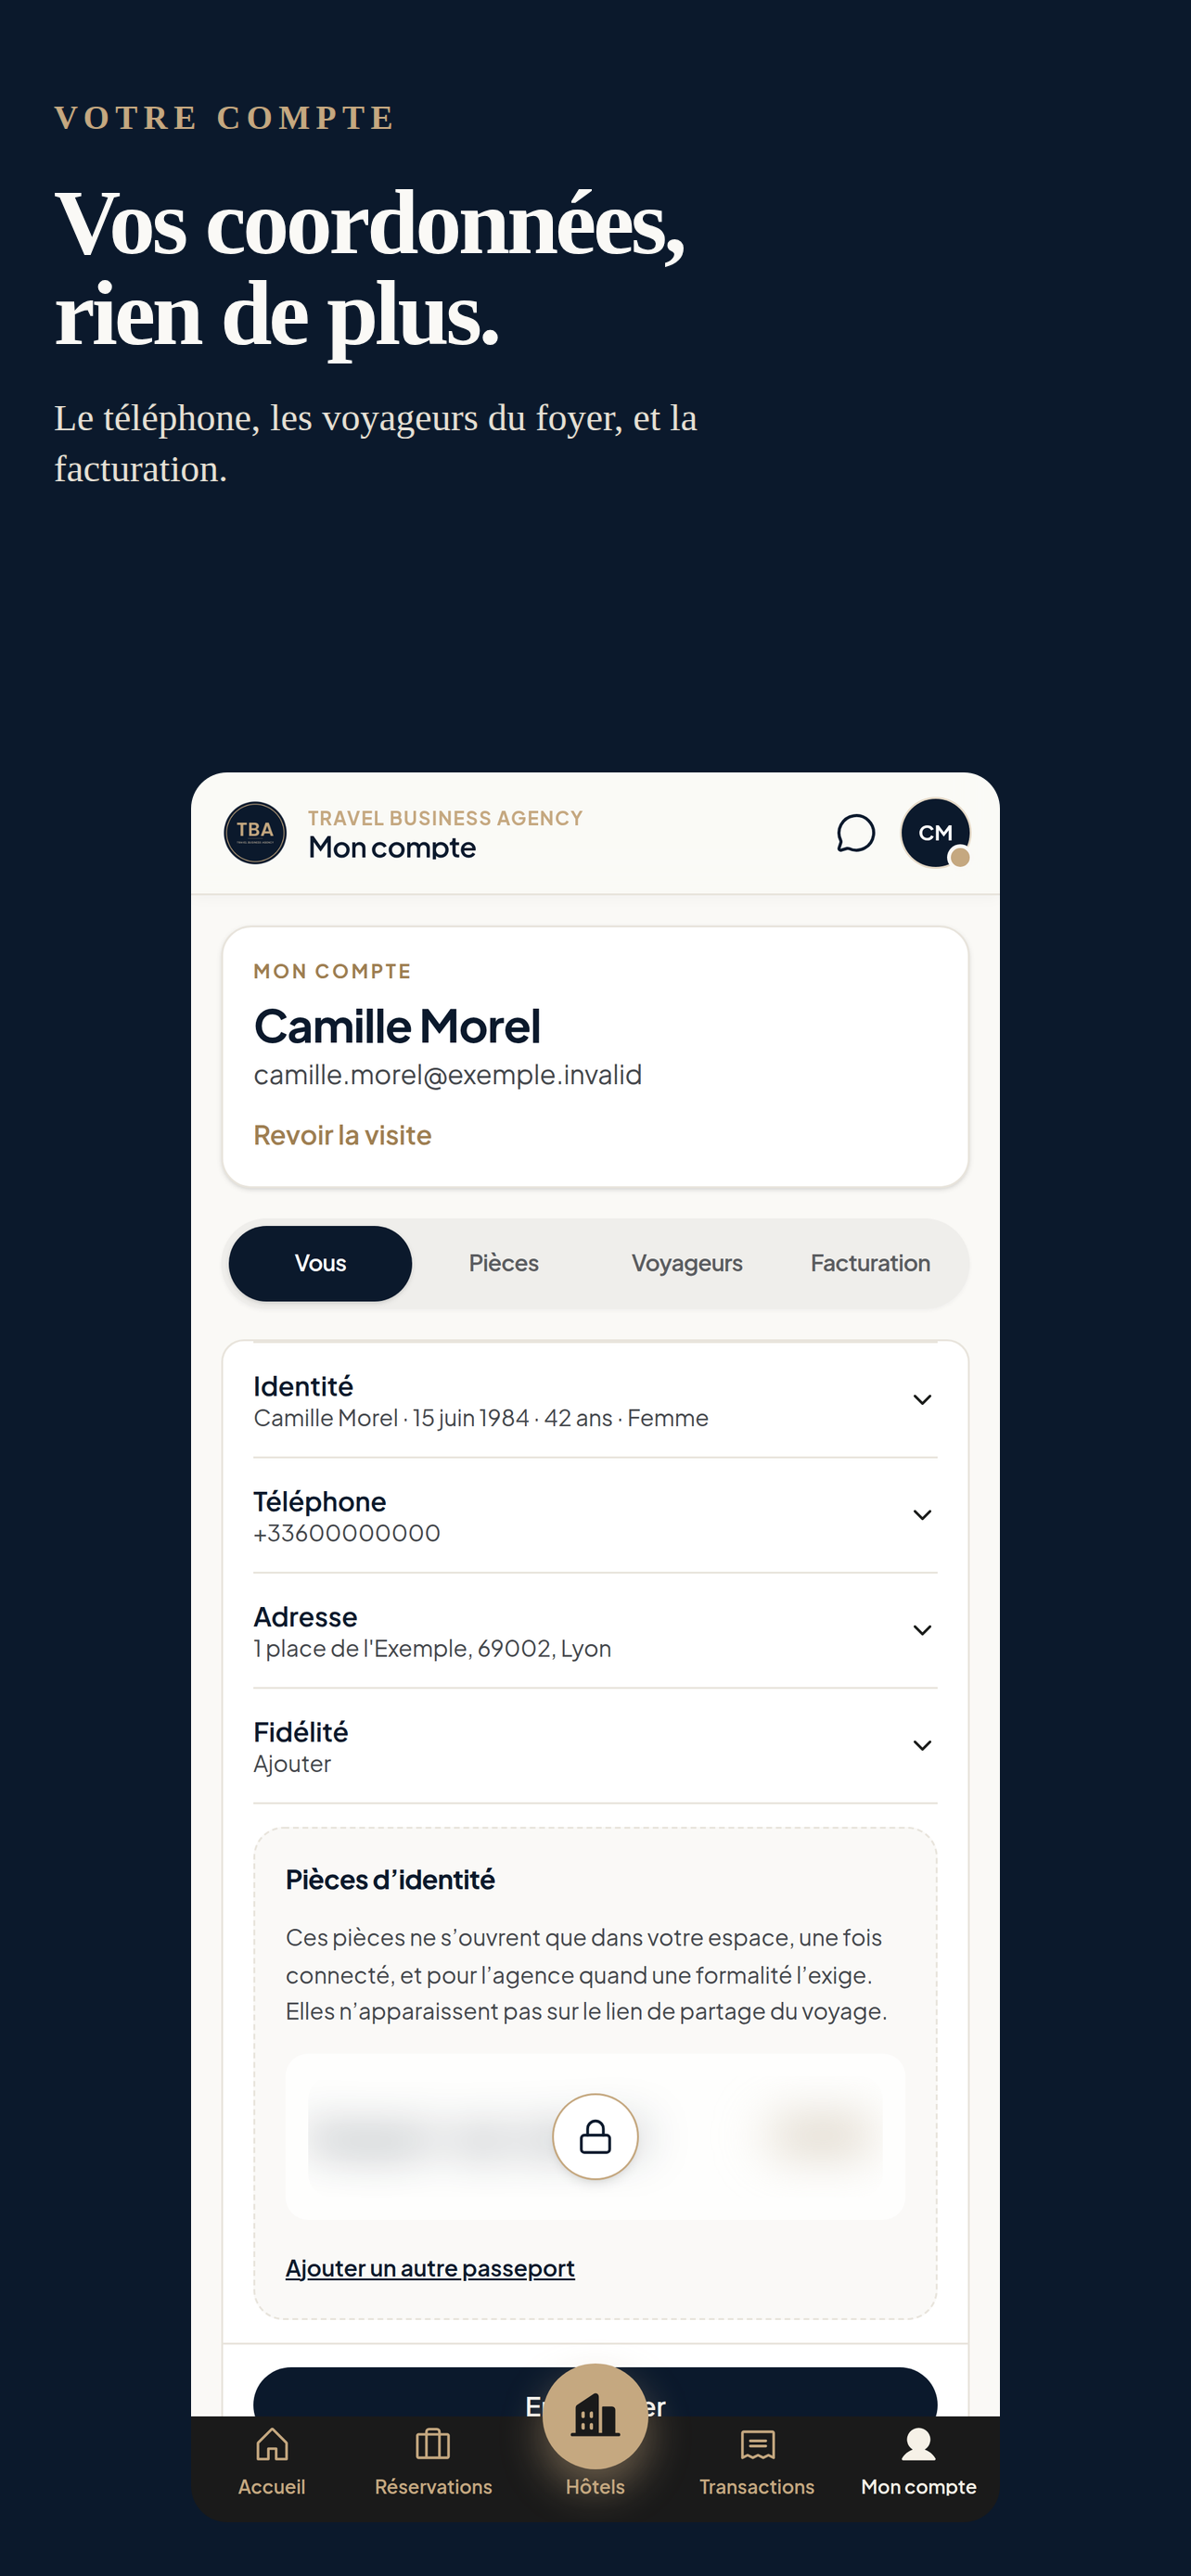 VOTRE COMPTE
Vos coordonnées,
rien de plus.
Le téléphone, les voyageurs du foyer, et la
facturation.
TBA
TRAVEL BUSINESS AGENCY
Mon compte
CM
MON COMPTE
Camille Morel
camille.morel@exemple.invalid
Revoir la visite
Vous
Pièces
Voyageurs
Facturation
Identité
Camille Morel · 15 juin 1984 · 42 ans · Femme
Téléphone
+33600000000
Adresse
1 place de l'Exemple, 69002, Lyon
Fidélité
Ajouter
Pièces d’identité
Ces pièces ne s’ouvrent que dans votre espace, une fois
connecté, et pour l’agence quand une formalité l’exige.
Elles n’apparaissent pas sur le lien de partage du voyage.
Ajouter un autre passeport
Accueil
Réservations
Hôtels
Transactions
Mon compte